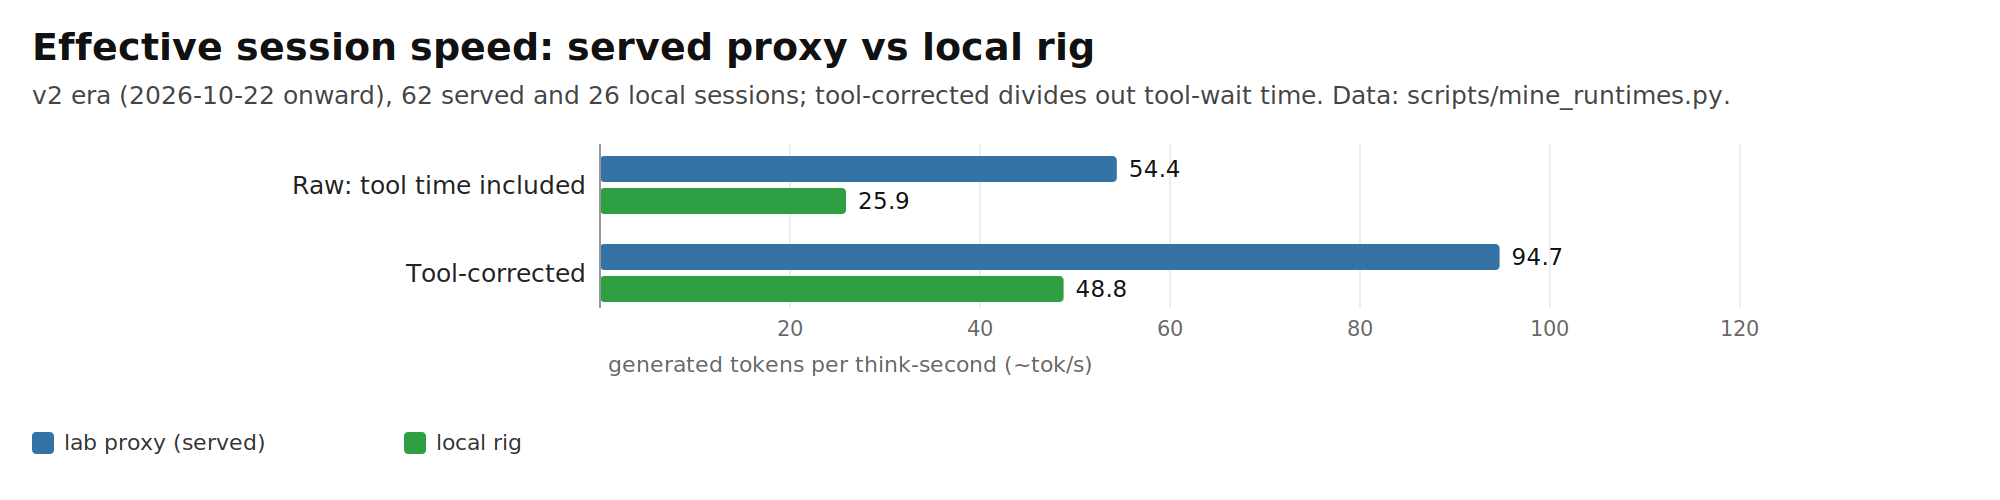 Effective session speed: served proxy vs local rig
v2 era (2026-10-22 onward), 62 served and 26 local sessions; tool-corrected divides out tool-wait time. Data: scripts/mine_runtimes.py.
Raw: tool time included
54.4
25.9
Tool-corrected
94.7
48.8
20 40 60 80 100 120
generated tokens per think-second (~tok/s)
lab proxy (served) local rig